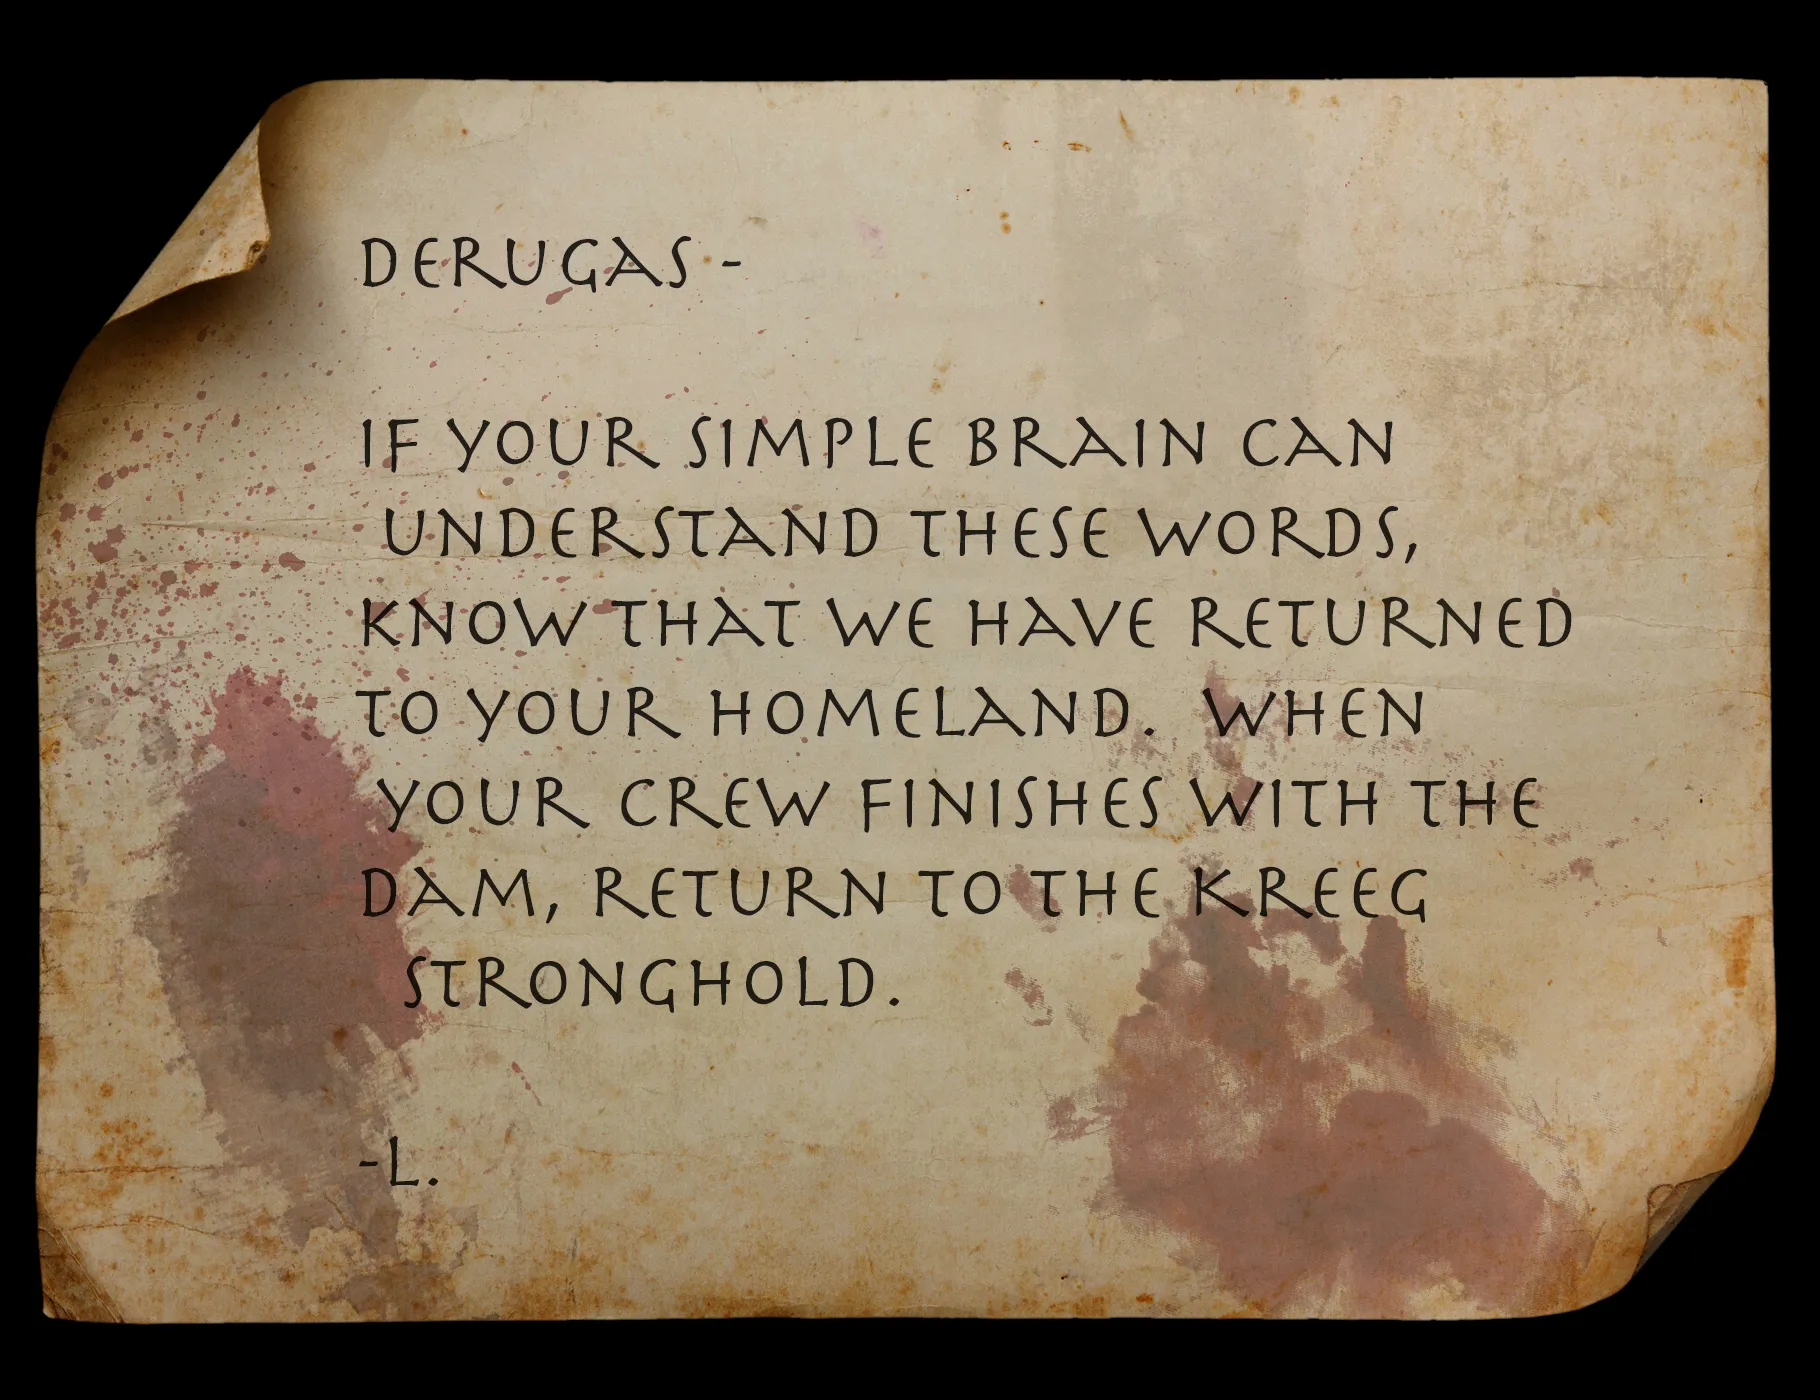 DERUGAS -
IF YOUR SIMPLE BRAIN CAN
UNDERSTAND THESE WORDS,
KNOW THAT WE HAVE RETURNED
TO YOUR HOMELAND. WHEN
YOUR CREW FINISHES WITH THE
DAM, RETURN TO THE KREEG
STRONGHOLD.
-L.